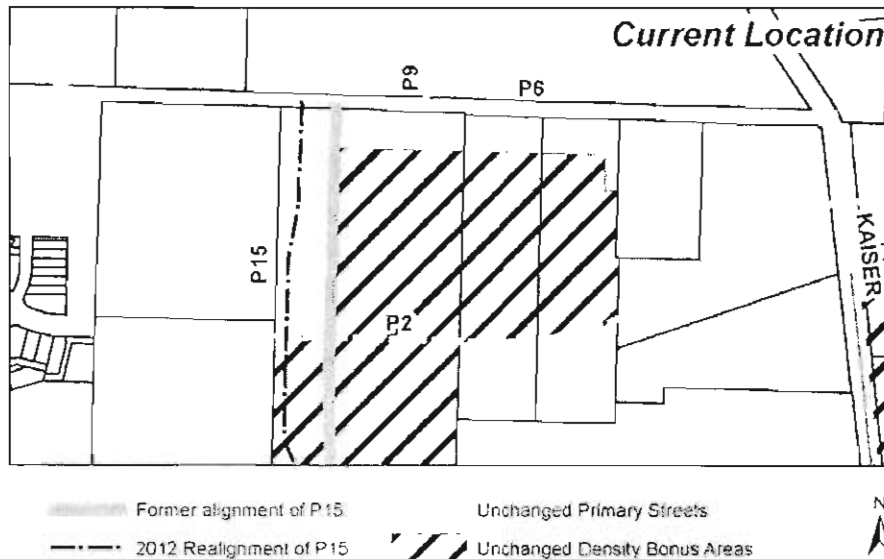 Current Location
P9
P6
P15
KAISER
P2
Former alignment of P15
Unchanged Primary Streets
N
2012 Realignment of P15
Unchanged Density Bonus Areas